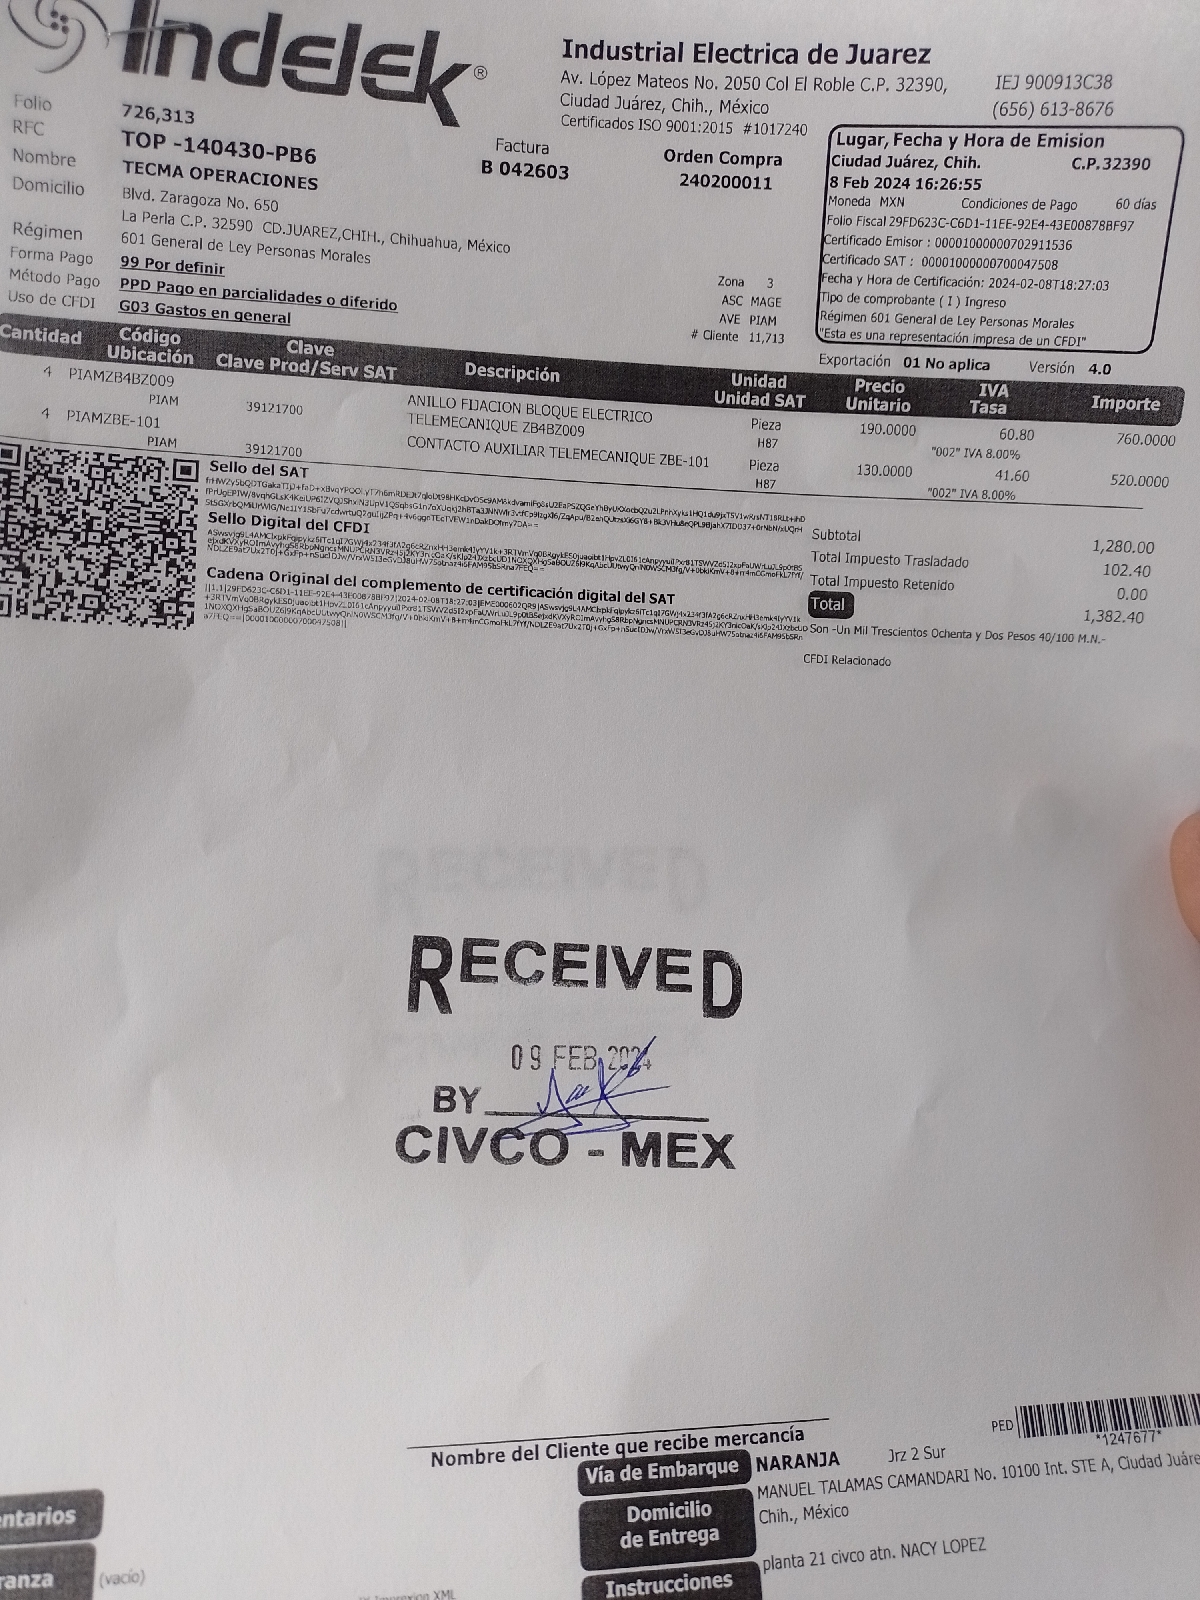 Indelek®
Industrial Electrica de Juarez
Av. López Mateos No. 2050 Col El Roble C.P. 32390,
Ciudad Juárez, Chih., México
Certificados ISO 9001:2015 #1017240
IEJ 900913C38
(656) 613-8676
Folio 726,313
RFC TOP -140430-PB6
Nombre TECMA OPERACIONES
Domicilio Blvd. Zaragoza No. 650
La Perla C.P. 32590 CD.JUAREZ,CHIH., Chihuahua, México
Régimen 601 General de Ley Personas Morales
Forma Pago 99 Por definir
Método Pago PPD Pago en parcialidades o diferido
Uso de CFDI G03 Gastos en general
Factura
B 042603
Orden Compra
240200011
Lugar, Fecha y Hora de Emision
Ciudad Juárez, Chih. C.P.32390
8 Feb 2024 16:26:55
Moneda MXN Condiciones de Pago 60 días
Folio Fiscal 29FD623C-C6D1-11EE-92E4-43E00878BF97
Certificado Emisor : 00001000000702911536
Certificado SAT : 00001000000700047508
Fecha y Hora de Certificación: 2024-02-08T18:27:03
Tipo de comprobante ( I ) Ingreso
Régimen 601 General de Ley Personas Morales
"Esta es una representación impresa de un CFDI"
Zona 3
ASC MAGE
AVE PIAM
# Cliente 11,713
Exportación 01 No aplica Versión 4.0
Cantidad Código Ubicación Clave Clave Prod/Serv SAT Descripción Unidad Unidad SAT Precio Unitario IVA Tasa Importe
4 PIAMZB4BZ009 PIAM 39121700 ANILLO FIJACION BLOQUE ELECTRICO TELEMECANIQUE ZB4BZ009 Pieza H87 190.0000 60.80 "002" IVA 8.00% 760.0000
4 PIAMZBE-101 PIAM 39121700 CONTACTO AUXILIAR TELEMECANIQUE ZBE-101 Pieza H87 130.0000 41.60 "002" IVA 8.00% 520.0000
Sello del SAT
Sello Digital del CFDI
Cadena Original del complemento de certificación digital del SAT
Subtotal 1,280.00
Total Impuesto Trasladado 102.40
Total Impuesto Retenido 0.00
Total 1,382.40
Son -Un Mil Trescientos Ochenta y Dos Pesos 40/100 M.N.-
CFDI Relacionado
RECEIVED
09 FEB 2024
BY
CIVCO - MEX
Nombre del Cliente que recibe mercancía
PED
*1247677*
Vía de Embarque NARANJA Jrz 2 Sur
Domicilio de Entrega MANUEL TALAMAS CAMANDARI No. 10100 Int. STE A, Ciudad Juáre
Chih., México
Instrucciones planta 21 civco atn. NACY LOPEZ
entarios
ranza (vacío)